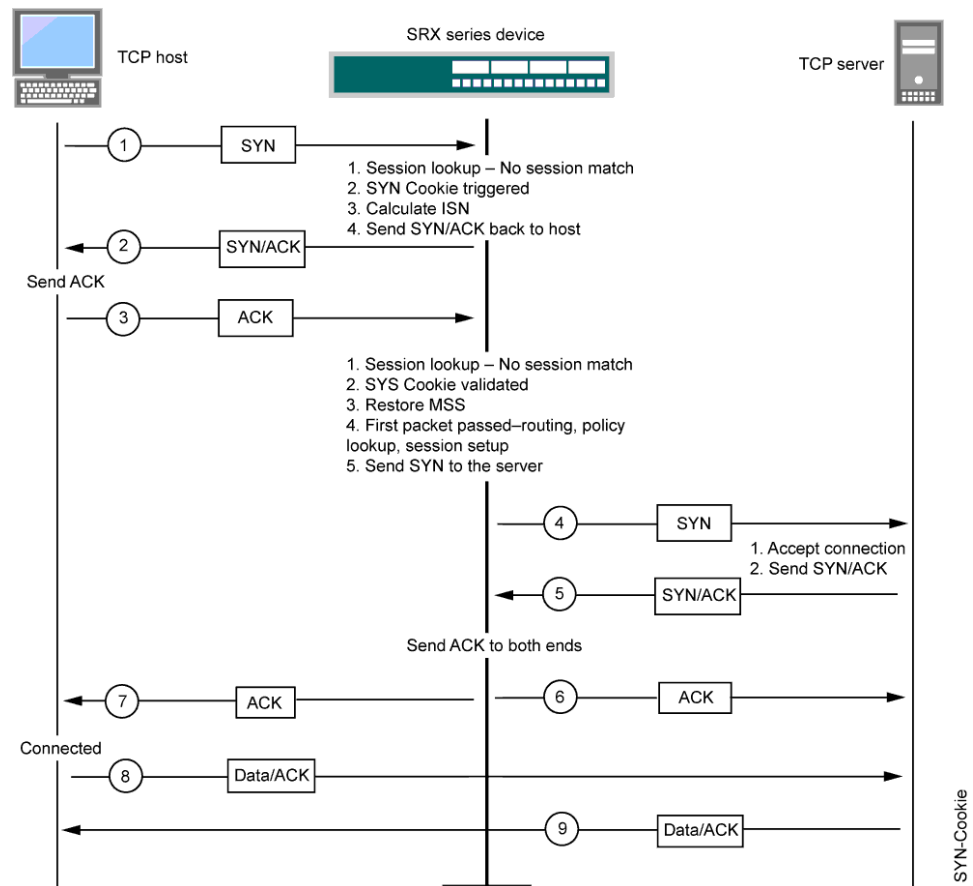 TCP host
SRX series device
TCP server
1
SYN
1. Session lookup – No session match
2. SYN Cookie triggered
3. Calculate ISN
4. Send SYN/ACK back to host
2
SYN/ACK
Send ACK
3
ACK
1. Session lookup – No session match
2. SYS Cookie validated
3. Restore MSS
4. First packet passed–routing, policy
lookup, session setup
5. Send SYN to the server
4
SYN
1. Accept connection
2. Send SYN/ACK
5
SYN/ACK
Send ACK to both ends
7
ACK
6
ACK
Connected
8
Data/ACK
9
Data/ACK
SYN-Cookie